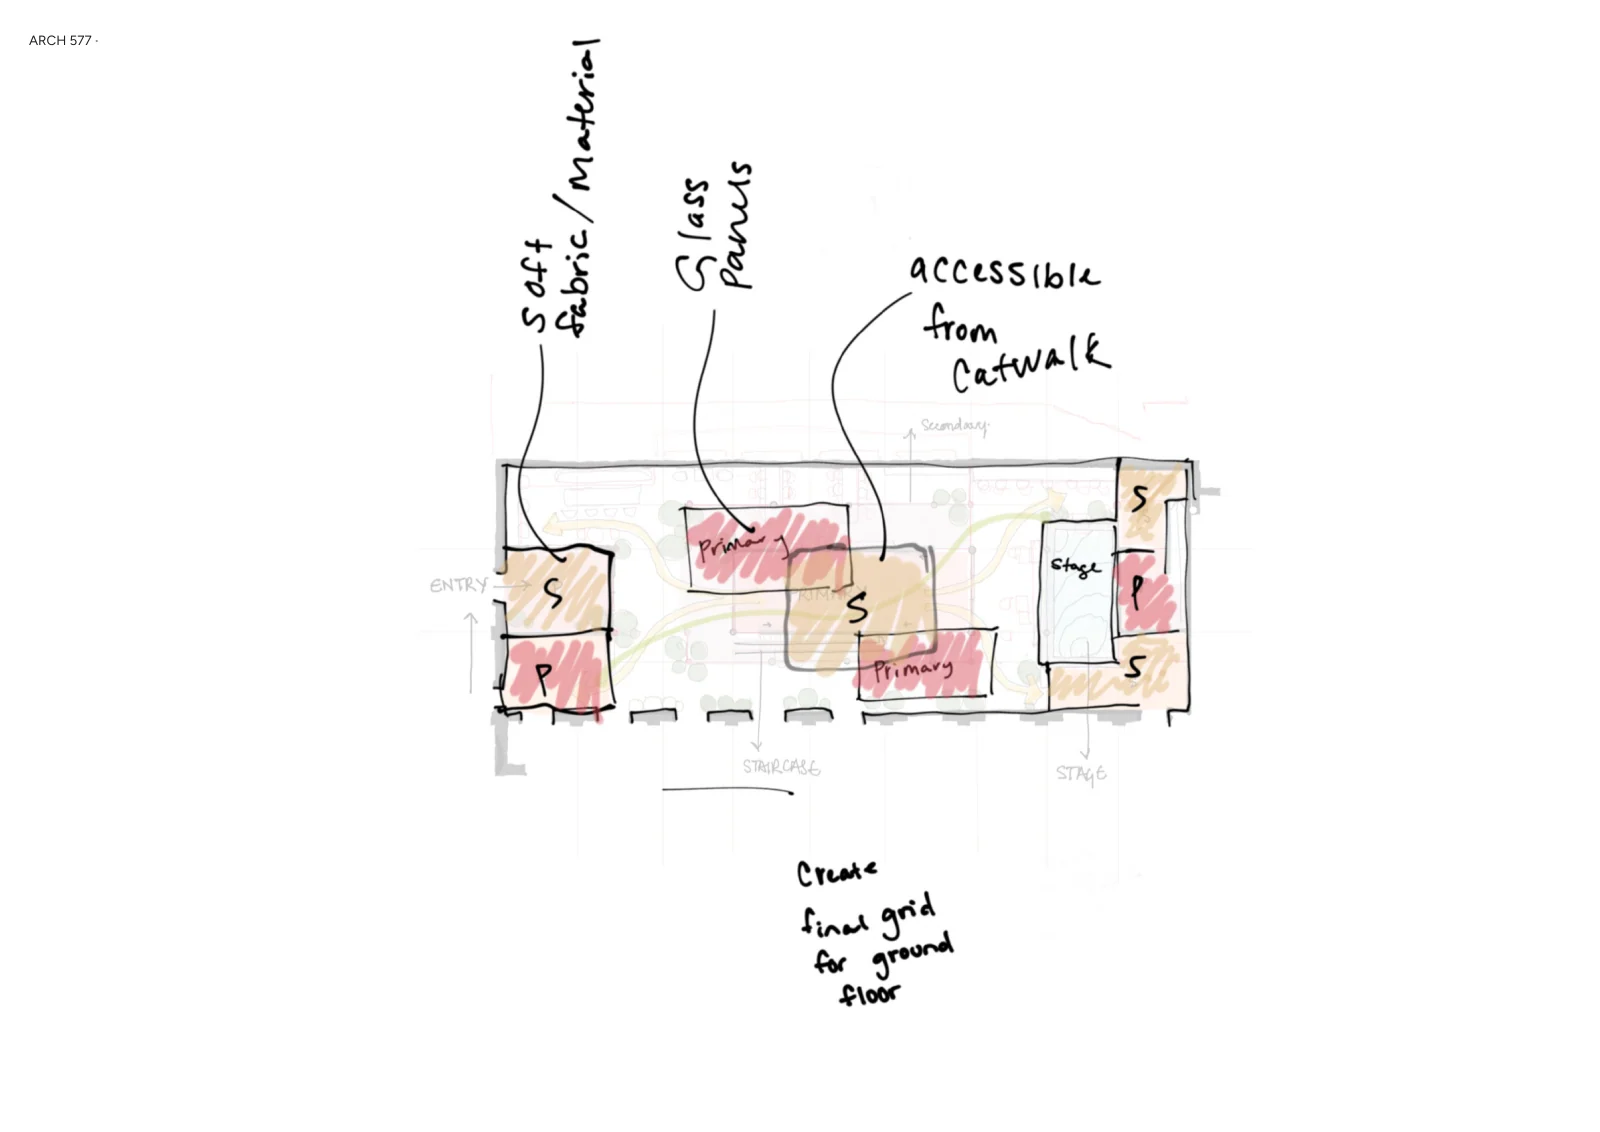 ARCH 577 ·
Soft
fabric/Material
Glass
Panels
accessible
from
Catwalk
Secondary.
S
Primary
Stage
ENTRY
S
P
S
P
S
Primary
STAIRCASE
STAGE
Create
final grid
for ground
floor